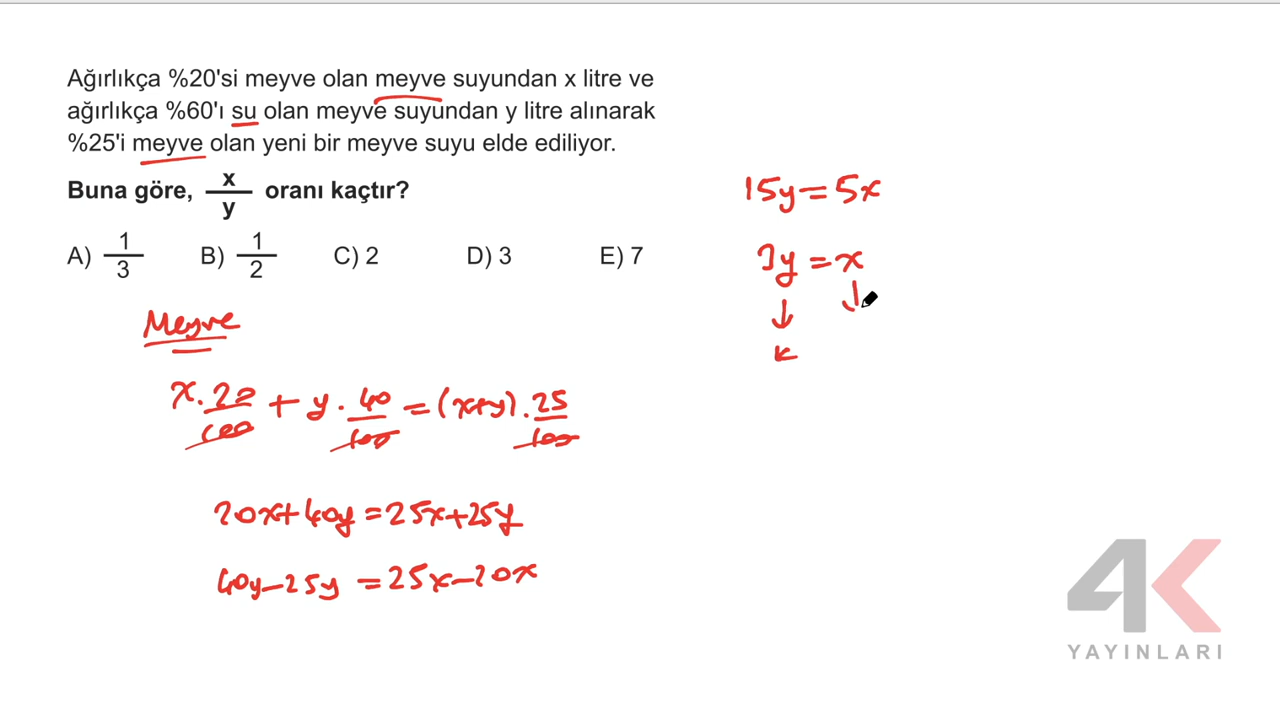 Ağırlıkça %20'si meyve olan meyve suyundan x litre ve
ağırlıkça %60'ı su olan meyve suyundan y litre alınarak
%25'i meyve olan yeni bir meyve suyu elde ediliyor.
Buna göre, x/y oranı kaçtır?
A) 1/3 B) 1/2 C) 2 D) 3 E) 7
Meyve
x . 20/100 + y . 40/100 = (x+y) . 25/100
20x + 40y = 25x + 25y
40y - 25y = 25x - 20x
15y = 5x
3y = x
↓ ↓
k
4K
YAYINLARI